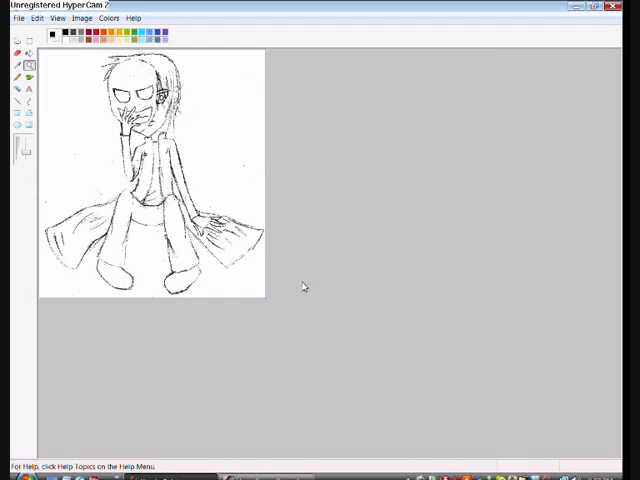 Unregistered HyperCam 2
File Edit View Image Colors Help
For Help, click Help Topics on the Help Menu.